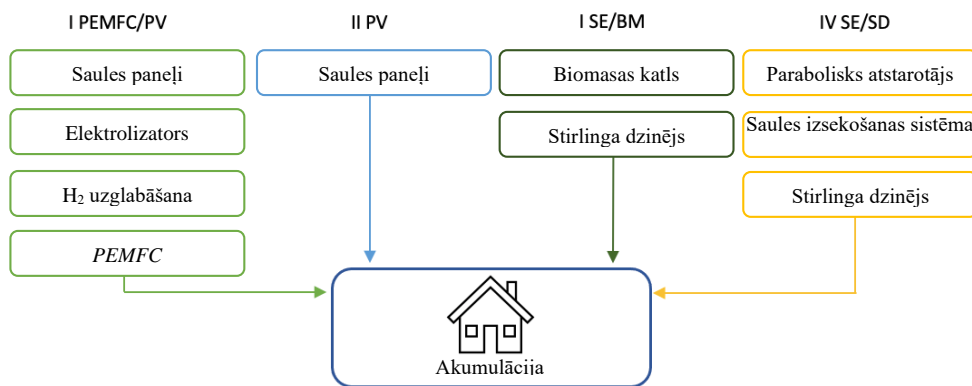 I PEMFC/PV
Saules paneļi
Elektrolizators
H₂ uzglabāšana
PEMFC
II PV
Saules paneļi
I SE/BM
Biomasas katls
Stirlinga dzinējs
IV SE/SD
Parabolisks atstarotājs
Saules izsekošanas sistēma
Stirlinga dzinējs
Akumulācija